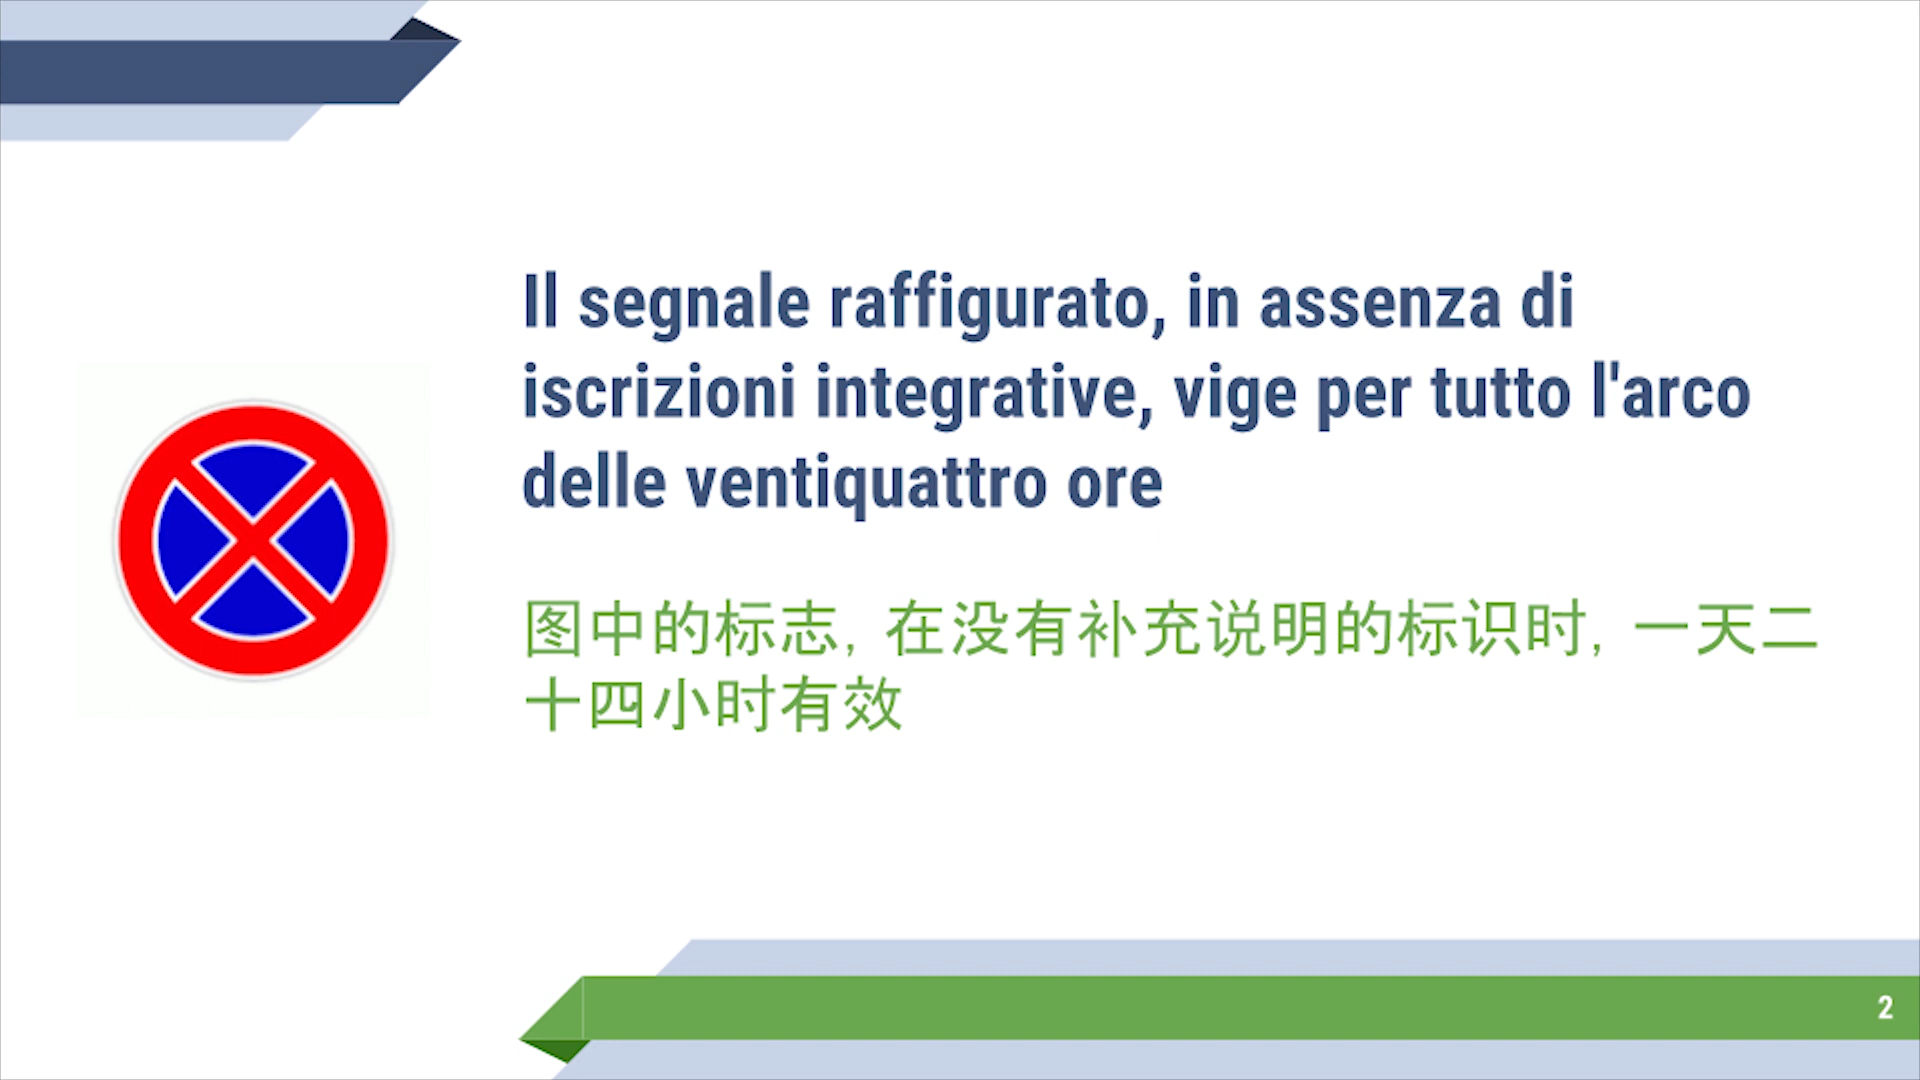 Il segnale raffigurato, in assenza di
iscrizioni integrative, vige per tutto l'arco
delle ventiquattro ore
图中的标志, 在没有补充说明的标识时, 一天二
十四小时有效
2